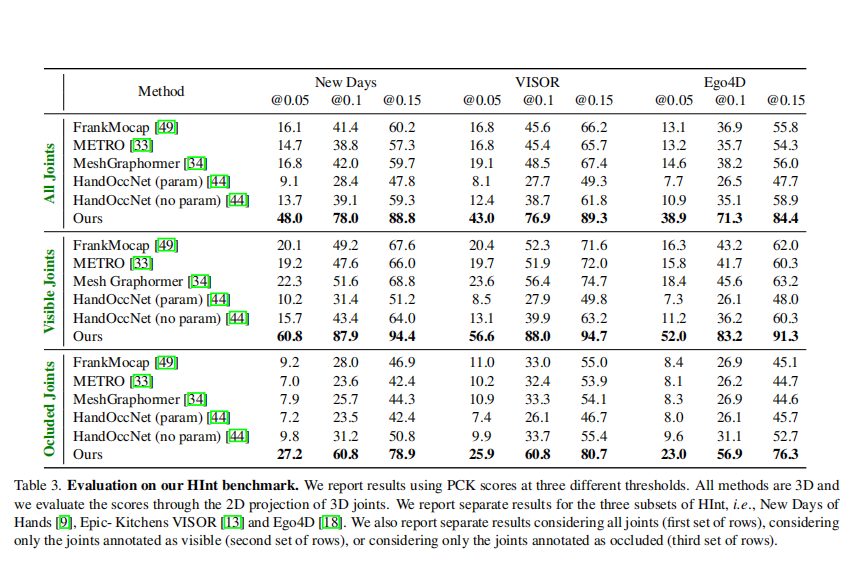 Method New Days VISOR Ego4D
@0.05 @0.1 @0.15 @0.05 @0.1 @0.15 @0.05 @0.1 @0.15
All Joints
FrankMocap [49] 16.1 41.4 60.2 16.8 45.6 66.2 13.1 36.9 55.8
METRO [33] 14.7 38.8 57.3 16.8 45.4 65.7 13.2 35.7 54.3
MeshGraphormer [34] 16.8 42.0 59.7 19.1 48.5 67.4 14.6 38.2 56.0
HandOccNet (param) [44] 9.1 28.4 47.8 8.1 27.7 49.3 7.7 26.5 47.7
HandOccNet (no param) [44] 13.7 39.1 59.3 12.4 38.7 61.8 10.9 35.1 58.9
Ours 48.0 78.0 88.8 43.0 76.9 89.3 38.9 71.3 84.4
Visible Joints
FrankMocap [49] 20.1 49.2 67.6 20.4 52.3 71.6 16.3 43.2 62.0
METRO [33] 19.2 47.6 66.0 19.7 51.9 72.0 15.8 41.7 60.3
Mesh Graphormer [34] 22.3 51.6 68.8 23.6 56.4 74.7 18.4 45.6 63.2
HandOccNet (param) [44] 10.2 31.4 51.2 8.5 27.9 49.8 7.3 26.1 48.0
HandOccNet (no param) [44] 15.7 43.4 64.0 13.1 39.9 63.2 11.2 36.2 60.3
Ours 60.8 87.9 94.4 56.6 88.0 94.7 52.0 83.2 91.3
Ocluded Joints
FrankMocap [49] 9.2 28.0 46.9 11.0 33.0 55.0 8.4 26.9 45.1
METRO [33] 7.0 23.6 42.4 10.2 32.4 53.9 8.1 26.2 44.7
MeshGraphormer [34] 7.9 25.7 44.3 10.9 33.3 54.1 8.3 26.9 44.6
HandOccNet (param) [44] 7.2 23.5 42.4 7.4 26.1 46.7 8.0 26.1 45.7
HandOccNet (no param) [44] 9.8 31.2 50.8 9.9 33.7 55.4 9.6 31.1 52.7
Ours 27.2 60.8 78.9 25.9 60.8 80.7 23.0 56.9 76.3
Table 3. Evaluation on our HInt benchmark. We report results using PCK scores at three different thresholds. All methods are 3D and
we evaluate the scores through the 2D projection of 3D joints. We report separate results for the three subsets of HInt, i.e., New Days of
Hands [9], Epic- Kitchens VISOR [13] and Ego4D [18]. We also report separate results considering all joints (first set of rows), considering
only the joints annotated as visible (second set of rows), or considering only the joints annotated as occluded (third set of rows).